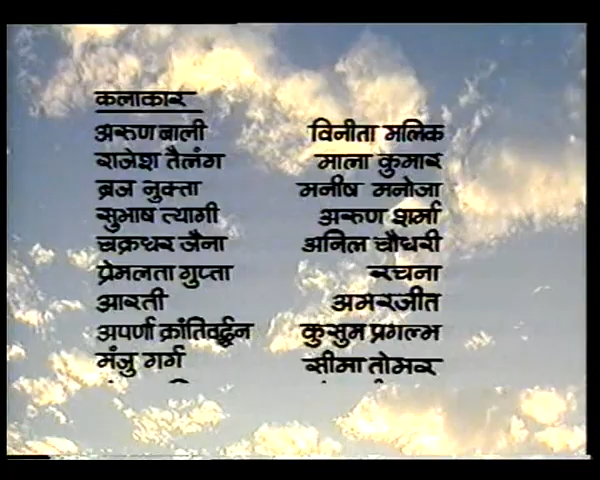 कलाकार
अरुण बाली विनीता मलिक
राजेश तैलंग माला कुमार
ब्रज नुक्ता मनीष मनोजा
सुभाष त्यागी अरुण शर्मा
चक्रधर जैना अनिल चौधरी
प्रेमलता गुप्ता रचना
आरती अमरजीत
अपर्णा क्रांतिवर्द्धन कुसुम प्रगल्भ
मंजु गर्ग सीमा तोमर